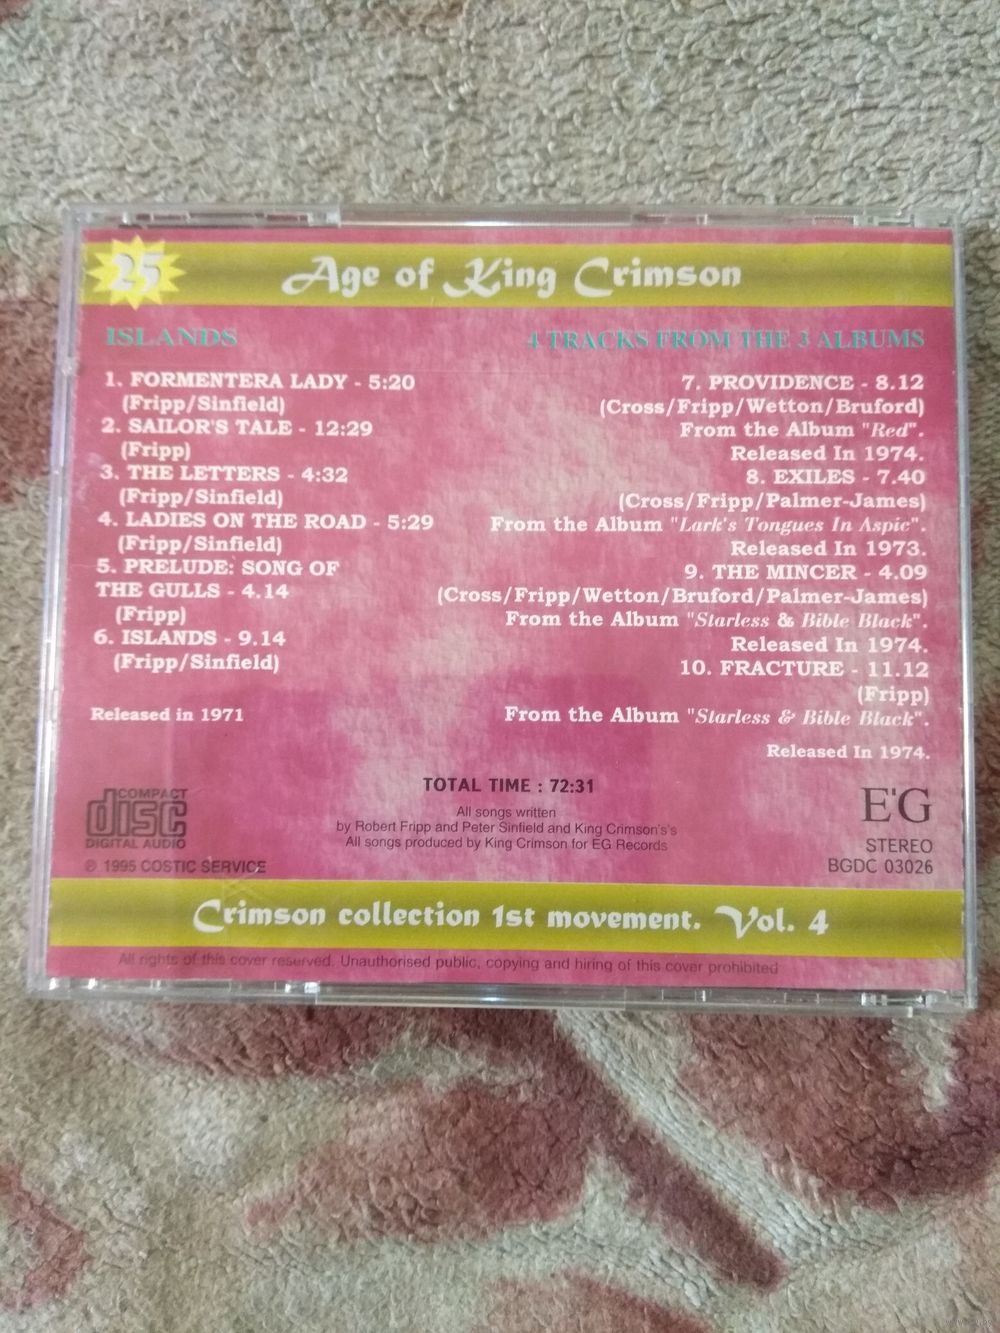 25
Age of King Crimson
ISLANDS
1. FORMENTERA LADY - 5:20
(Fripp/Sinfield)
2. SAILOR'S TALE - 12:29
(Fripp)
3. THE LETTERS - 4:32
(Fripp/Sinfield)
4. LADIES ON THE ROAD - 5:29
(Fripp/Sinfield)
5. PRELUDE: SONG OF
THE GULLS - 4.14
(Fripp)
6. ISLANDS - 9.14
(Fripp/Sinfield)
Released in 1971
4 TRACKS FROM THE 3 ALBUMS
7. PROVIDENCE - 8.12
(Cross/Fripp/Wetton/Bruford)
From the Album "Red".
Released In 1974.
8. EXILES - 7.40
(Cross/Fripp/Palmer-James)
From the Album "Lark's Tongues In Aspic".
Released In 1973.
9. THE MINCER - 4.09
(Cross/Fripp/Wetton/Bruford/Palmer-James)
From the Album "Starless & Bible Black".
Released In 1974.
10. FRACTURE - 11.12
(Fripp)
From the Album "Starless & Bible Black".
Released In 1974.
TOTAL TIME : 72:31
All songs written
by Robert Fripp and Peter Sinfield and King Crimson's's
All songs produced by King Crimson for EG Records
COMPACT
disc
DIGITAL AUDIO
℗ 1995 COSTIC SERVICE
E'G
STEREO
BGDC 03026
Crimson collection 1st movement. Vol. 4
All rights of this cover reserved. Unauthorised public, copying and hiring of this cover prohibited